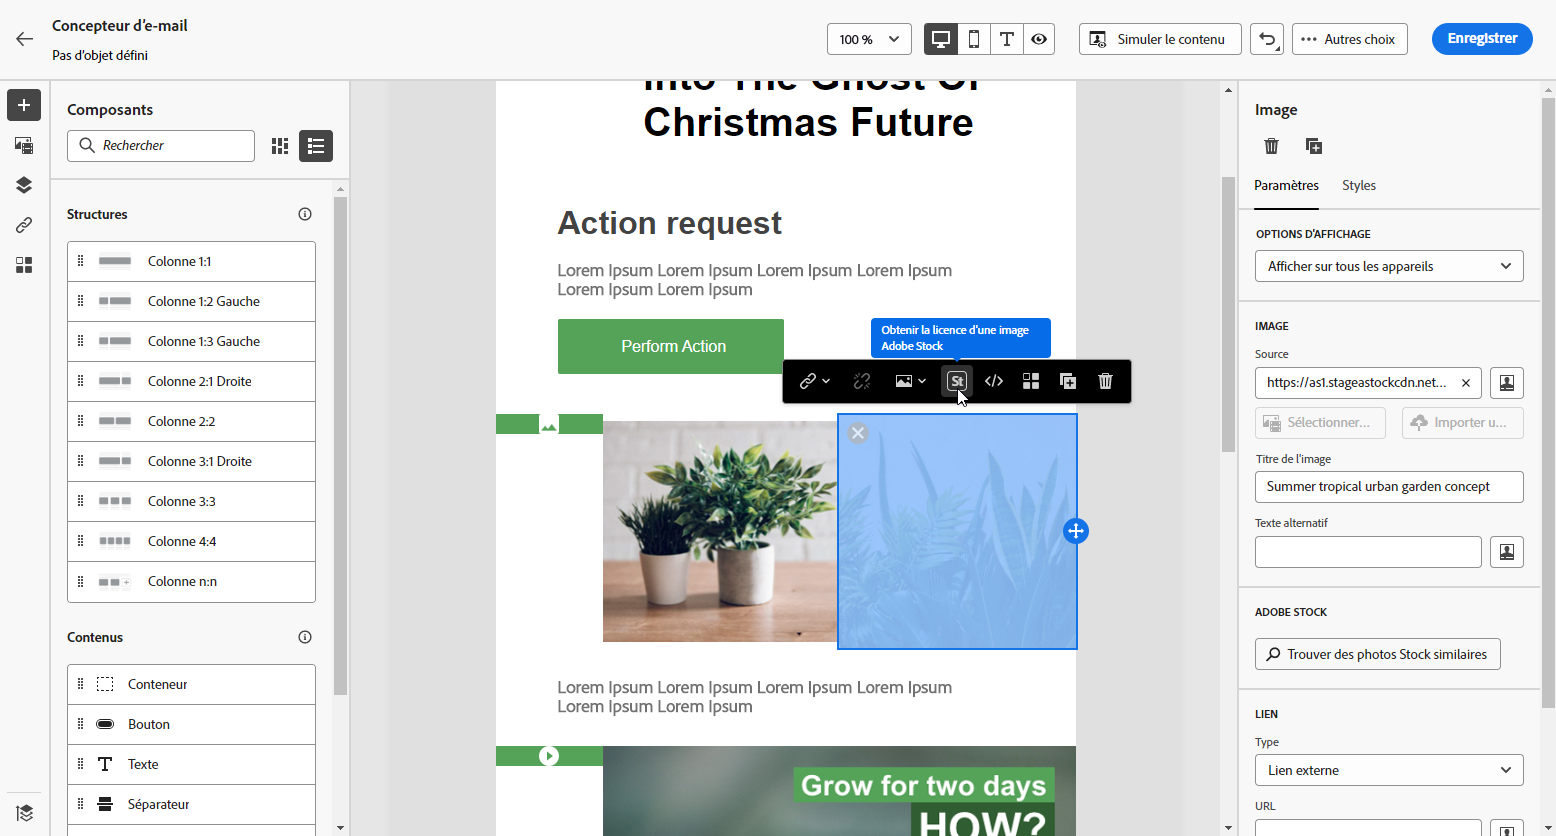 Concepteur d'e-mail
Pas d'objet défini
100 %
Simuler le contenu
Autres choix
Enregistrer
Composants
Rechercher
Structures
Colonne 1:1
Colonne 1:2 Gauche
Colonne 1:3 Gauche
Colonne 2:1 Droite
Colonne 2:2
Colonne 3:1 Droite
Colonne 3:3
Colonne 4:4
Colonne n:n
Contenus
Conteneur
Bouton
Texte
Séparateur
Into The Ghost Of
Christmas Future
Action request
Lorem Ipsum Lorem Ipsum Lorem Ipsum Lorem Ipsum
Lorem Ipsum Lorem Ipsum
Perform Action
Obtenir la licence d'une image
Adobe Stock
St
Lorem Ipsum Lorem Ipsum Lorem Ipsum Lorem Ipsum
Lorem Ipsum Lorem Ipsum
Grow for two days
HOW?
Image
Paramètres
Styles
OPTIONS D'AFFICHAGE
Afficher sur tous les appareils
IMAGE
Source
https://as1.stageastockcdn.net...
Sélectionner...
Importer u...
Titre de l'image
Summer tropical urban garden concept
Texte alternatif
ADOBE STOCK
Trouver des photos Stock similaires
LIEN
Type
Lien externe
URL